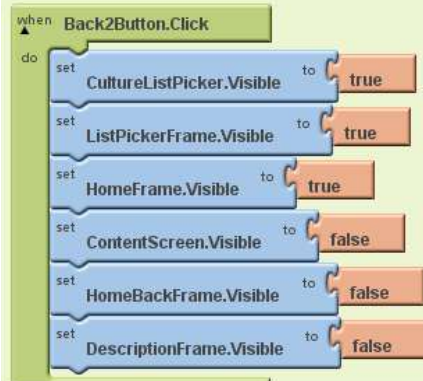 when Back2Button.Click
do
set CultureListPicker.Visible to true
set ListPickerFrame.Visible to true
set HomeFrame.Visible to true
set ContentScreen.Visible to false
set HomeBackFrame.Visible to false
set DescriptionFrame.Visible to false